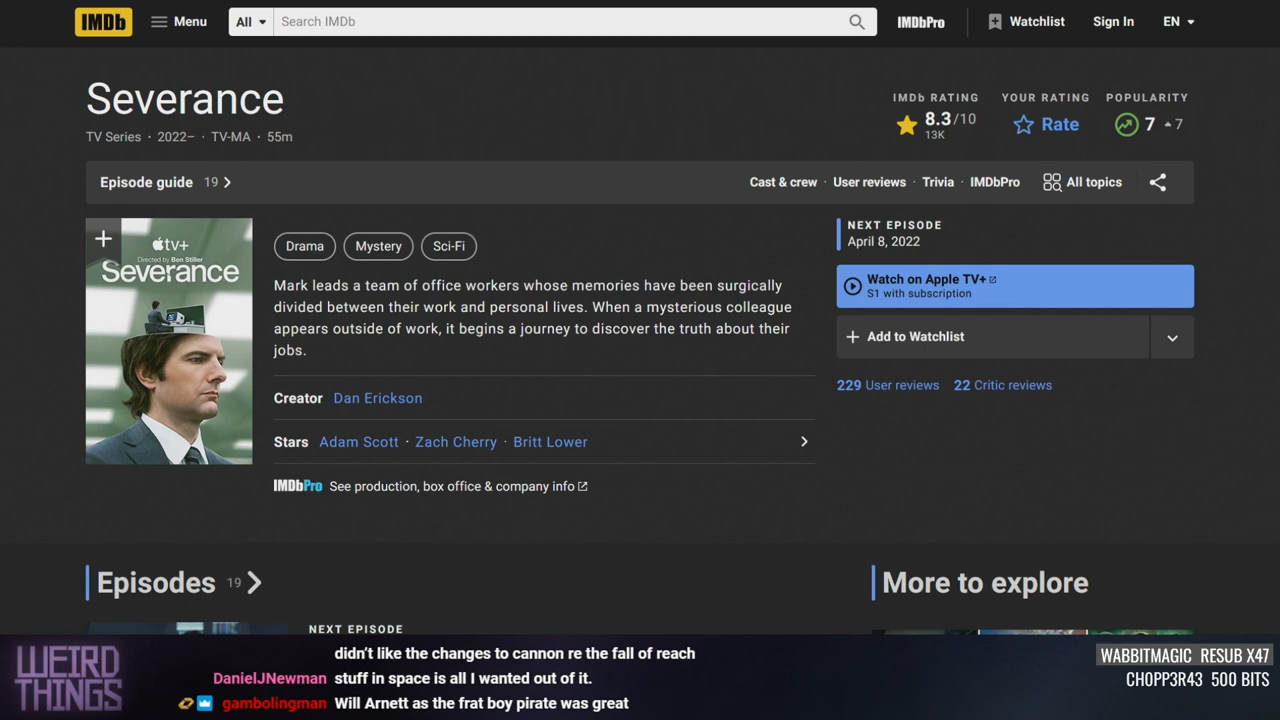 IMDb
Menu
All
Search IMDb
IMDbPro
Watchlist
Sign In
EN
Severance
TV Series · 2022– · TV-MA · 55m
IMDb RATING
8.3/10
13K
YOUR RATING
Rate
POPULARITY
7
7
Episode guide 19
Cast & crew · User reviews · Trivia · IMDbPro
All topics
tv+
Directed by Ben Stiller
Severance
Drama
Mystery
Sci-Fi
Mark leads a team of office workers whose memories have been surgically
divided between their work and personal lives. When a mysterious colleague
appears outside of work, it begins a journey to discover the truth about their
jobs.
Creator Dan Erickson
Stars Adam Scott · Zach Cherry · Britt Lower
IMDbPro See production, box office & company info
NEXT EPISODE
April 8, 2022
Watch on Apple TV+
S1 with subscription
Add to Watchlist
229 User reviews 22 Critic reviews
Episodes 19
More to explore
NEXT EPISODE
WEIRD
THINGS
didn't like the changes to cannon re the fall of reach
DanielJNewman stuff in space is all I wanted out of it.
gambolingman Will Arnett as the frat boy pirate was great
WABBITMAGIC RESUB X47
CHOPP3R43 500 BITS